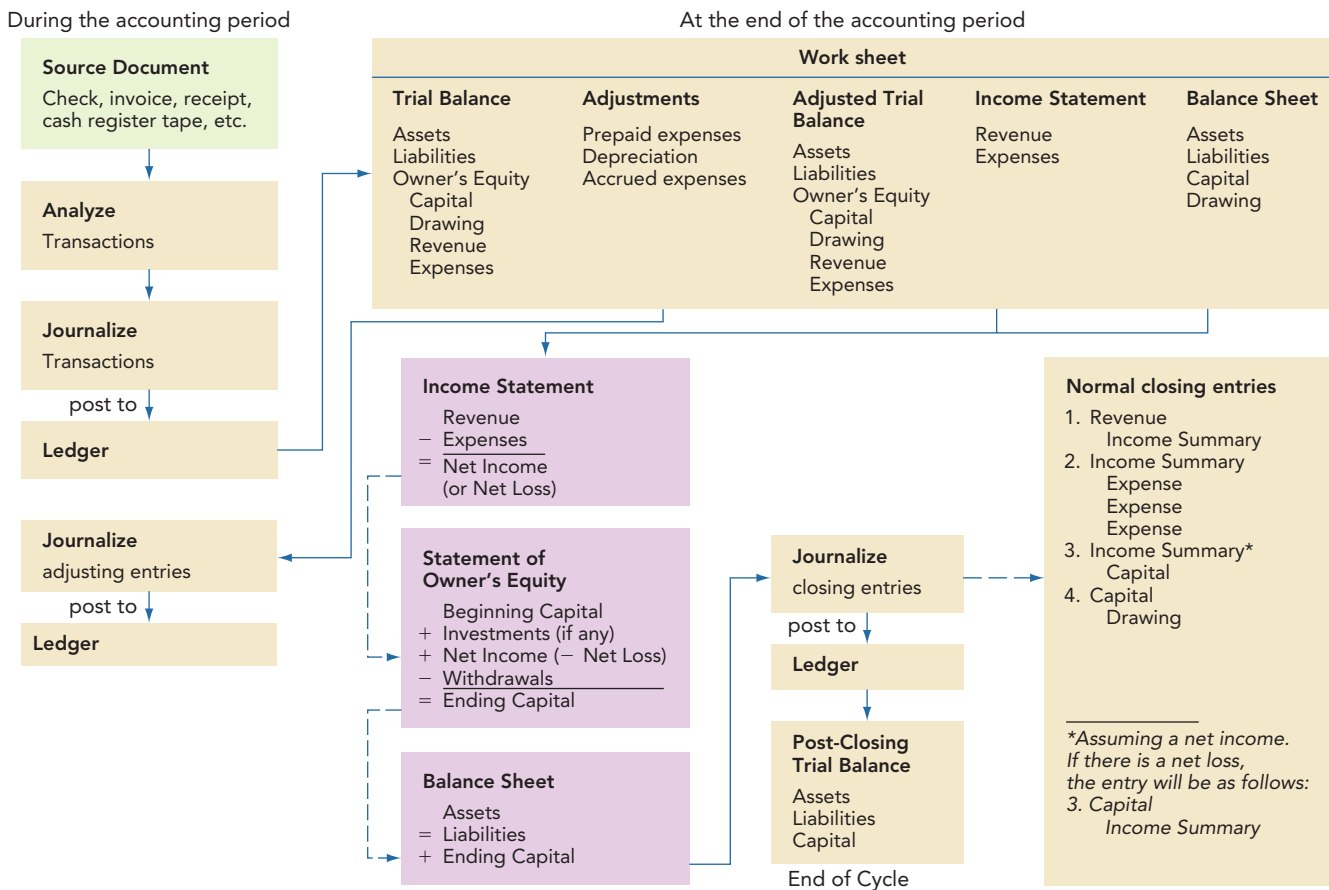 During the accounting period
Source Document
Check, invoice, receipt,
cash register tape, etc.
Analyze
Transactions
Journalize
Transactions
post to
Ledger
Journalize
adjusting entries
post to
Ledger
At the end of the accounting period
Work sheet
Trial Balance
Assets
Liabilities
Owner's Equity
Capital
Drawing
Revenue
Expenses
Adjustments
Prepaid expenses
Depreciation
Accrued expenses
Adjusted Trial
Balance
Assets
Liabilities
Owner's Equity
Capital
Drawing
Revenue
Expenses
Income Statement
Revenue
Expenses
Balance Sheet
Assets
Liabilities
Capital
Drawing
Income Statement
Revenue
− Expenses
= Net Income
(or Net Loss)
Statement of
Owner's Equity
Beginning Capital
+ Investments (if any)
+ Net Income (− Net Loss)
− Withdrawals
= Ending Capital
Balance Sheet
Assets
= Liabilities
+ Ending Capital
Journalize
closing entries
post to
Ledger
Post-Closing
Trial Balance
Assets
Liabilities
Capital
End of Cycle
Normal closing entries
1. Revenue
Income Summary
2. Income Summary
Expense
Expense
Expense
3. Income Summary*
Capital
4. Capital
Drawing
*Assuming a net income.
If there is a net loss,
the entry will be as follows:
3. Capital
Income Summary